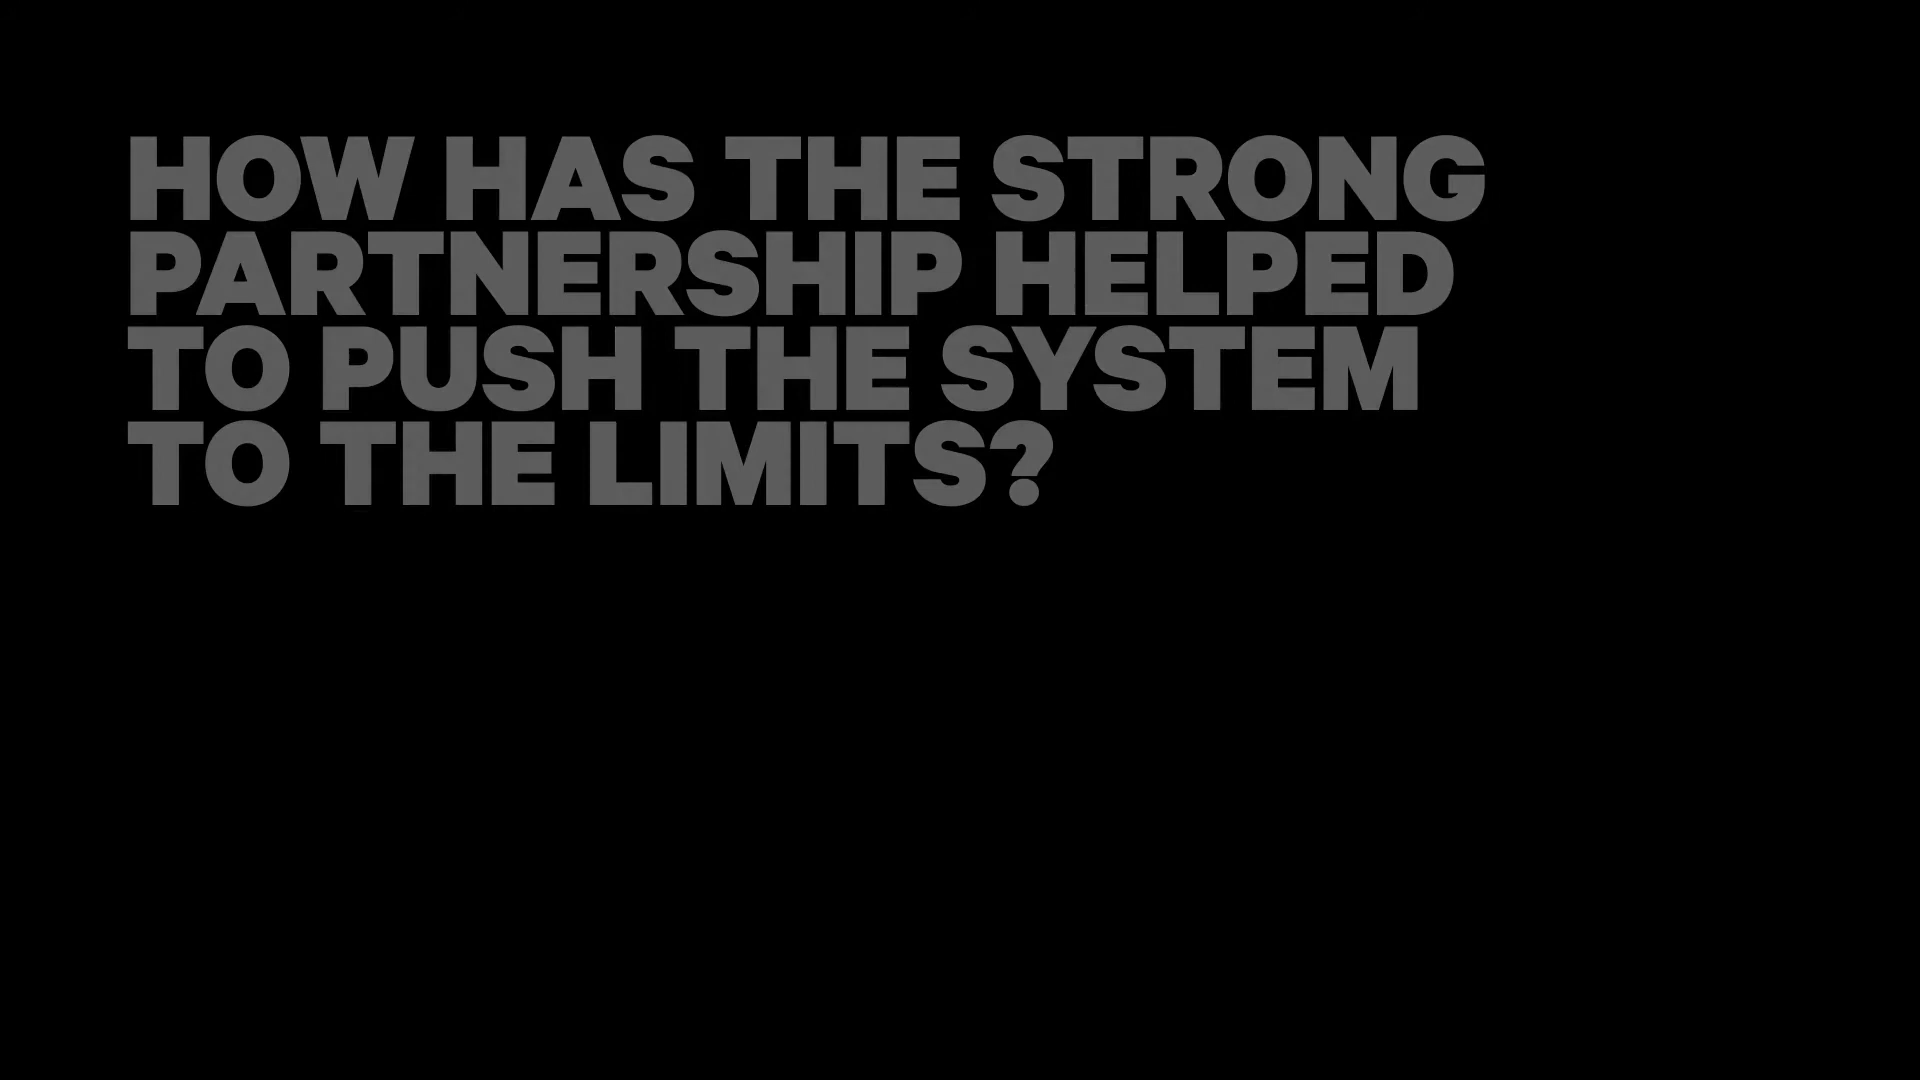 HOW HAS THE STRONG
PARTNERSHIP HELPED
TO PUSH THE SYSTEM
TO THE LIMITS?